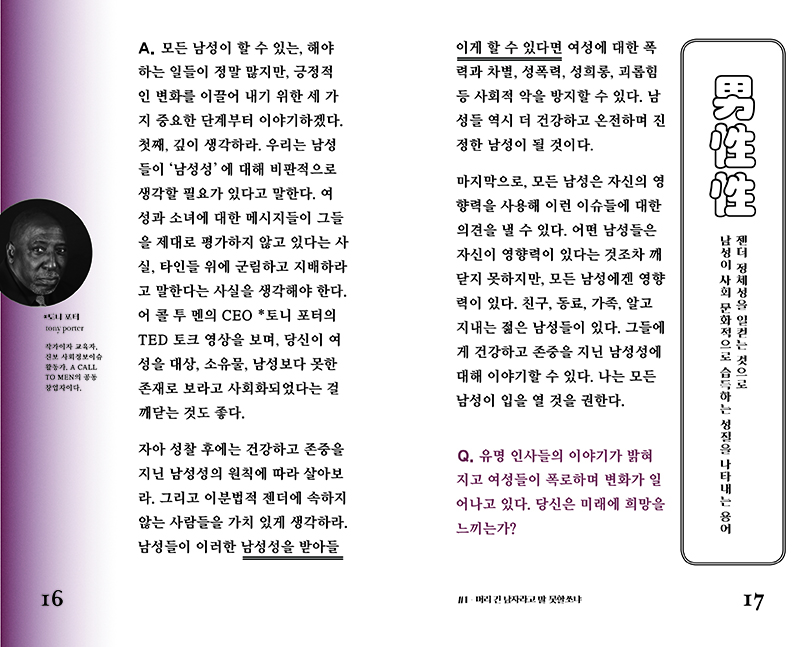 A. 모든 남성이 할 수 있는, 해야
하는 일들이 정말 많지만, 긍정적
인 변화를 이끌어 내기 위한 세 가
지 중요한 단계부터 이야기하겠다.
첫째, 깊이 생각하라. 우리는 남성
들이 ‘남성성’에 대해 비판적으로
생각할 필요가 있다고 말한다. 여
성과 소녀에 대한 메시지들이 그들
을 제대로 평가하지 않고 있다는 사
실, 타인들 위에 군림하고 지배하라
고 말한다는 사실을 생각해야 한다.
어 콜 투 멘의 CEO *토니 포터의
TED 토크 영상을 보며, 당신이 여
성을 대상, 소유물, 남성보다 못한
존재로 보라고 사회화되었다는 걸
깨닫는 것도 좋다.
자아 성찰 후에는 건강하고 존중을
지닌 남성성의 원칙에 따라 살아보
라. 그리고 이분법적 젠더에 속하지
않는 사람들을 가치 있게 생각하라.
남성들이 이러한 남성성을 받아들
*토니 포터
tony porter
작가이자 교육자,
진보 사회정보이슈
활동가. A CALL
TO MEN의 공동
창업자이다.
16
이게 할 수 있다면 여성에 대한 폭
력과 차별, 성폭력, 성희롱, 괴롭힘
등 사회적 악을 방지할 수 있다. 남
성들 역시 더 건강하고 온전하며 진
정한 남성이 될 것이다.
마지막으로, 모든 남성은 자신의 영
향력을 사용해 이런 이슈들에 대한
의견을 낼 수 있다. 어떤 남성들은
자신이 영향력이 있다는 것조차 깨
닫지 못하지만, 모든 남성에겐 영향
력이 있다. 친구, 동료, 가족, 알고
지내는 젊은 남성들이 있다. 그들에
게 건강하고 존중을 지닌 남성성에
대해 이야기할 수 있다. 나는 모든
남성이 입을 열 것을 권한다.
Q. 유명 인사들의 이야기가 밝혀
지고 여성들이 폭로하며 변화가 일
어나고 있다. 당신은 미래에 희망을
느끼는가?
男性性
젠더 정체성을 일컫는 것으로
남성이 사회 문화적으로 습득하는 성질을 나타내는 용어
#1 - 머리 긴 남자라고 말 못할쏘냐
17